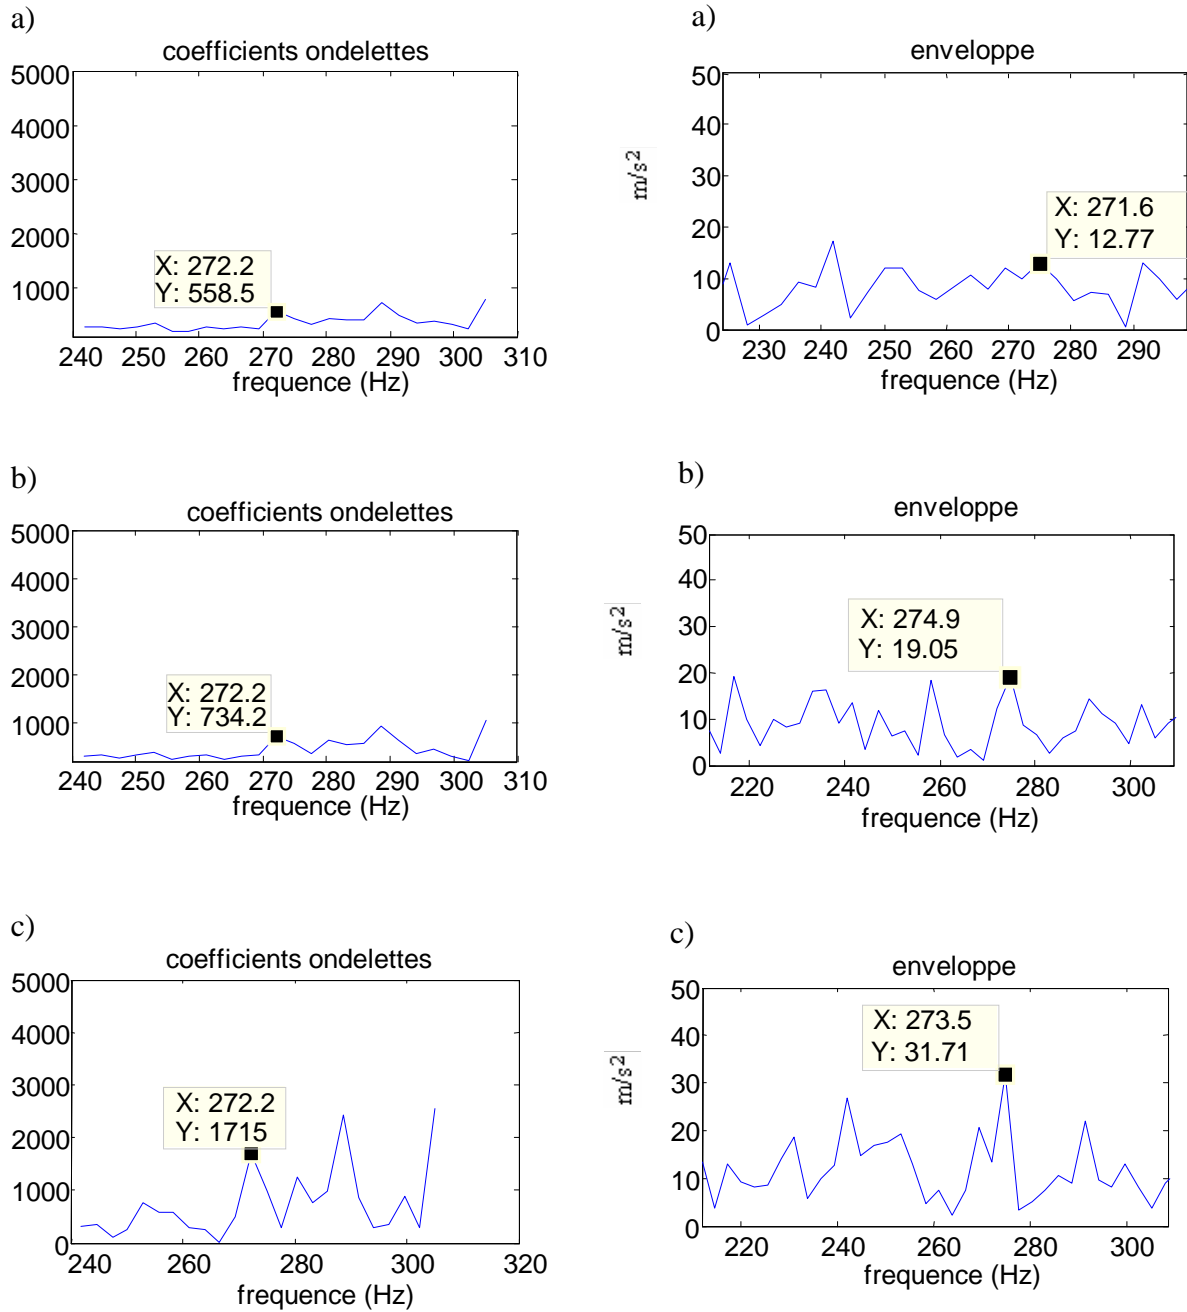 a)
coefficients ondelettes
5000
4000
3000
2000
1000
X: 272.2
Y: 558.5
240 250 260 270 280 290 300 310
frequence (Hz)
a)
enveloppe
50
40
30
20
10
0
m/s²
X: 271.6
Y: 12.77
230 240 250 260 270 280 290
frequence (Hz)
b)
coefficients ondelettes
5000
4000
3000
2000
1000
X: 272.2
Y: 734.2
240 250 260 270 280 290 300 310
frequence (Hz)
b)
enveloppe
50
40
30
20
10
0
m/s²
X: 274.9
Y: 19.05
220 240 260 280 300
frequence (Hz)
c)
coefficients ondelettes
5000
4000
3000
2000
1000
0
X: 272.2
Y: 1715
240 260 280 300 320
frequence (Hz)
c)
enveloppe
50
40
30
20
10
0
m/s²
X: 273.5
Y: 31.71
220 240 260 280 300
frequence (Hz)